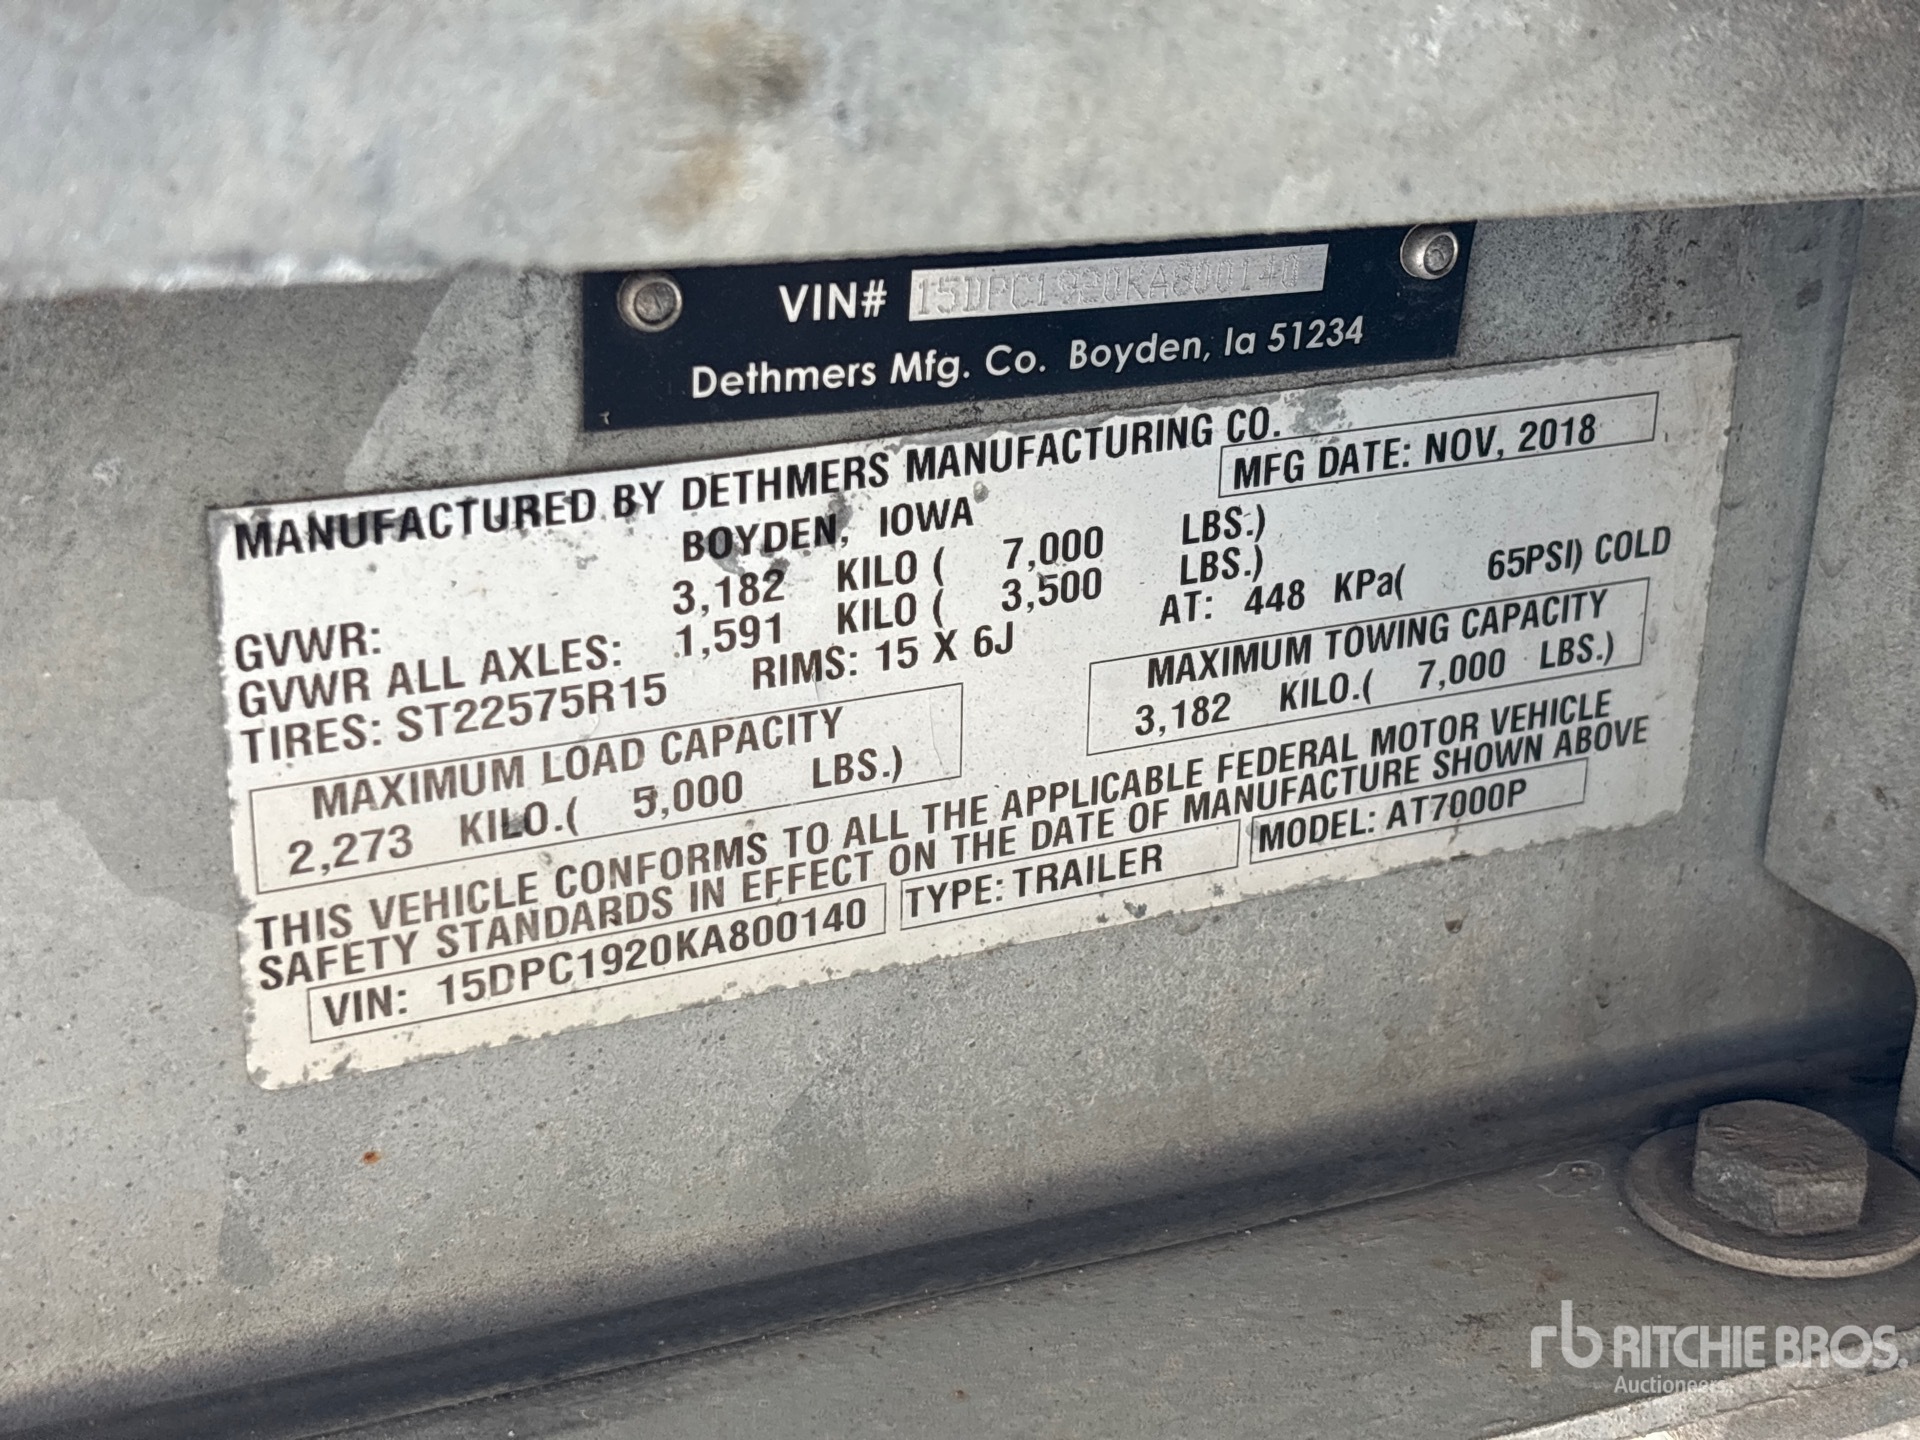 VIN# 15DPC1920KA800140
Dethmers Mfg. Co. Boyden, Ia 51234
MANUFACTURED BY DETHMERS MANUFACTURING CO.
BOYDEN, IOWA
MFG DATE: NOV, 2018
GVWR: 3,182 KILO ( 7,000 LBS.)
GVWR ALL AXLES: 1,591 KILO ( 3,500 LBS.)
TIRES: ST22575R15 RIMS: 15 X 6J AT: 448 KPa( 65PSI) COLD
MAXIMUM LOAD CAPACITY
2,273 KILO.( 5,000 LBS.)
MAXIMUM TOWING CAPACITY
3,182 KILO.( 7,000 LBS.)
THIS VEHICLE CONFORMS TO ALL THE APPLICABLE FEDERAL MOTOR VEHICLE
SAFETY STANDARDS IN EFFECT ON THE DATE OF MANUFACTURE SHOWN ABOVE
VIN: 15DPC1920KA800140 TYPE: TRAILER MODEL: AT7000P
rb RITCHIE BROS.
Auctioneers